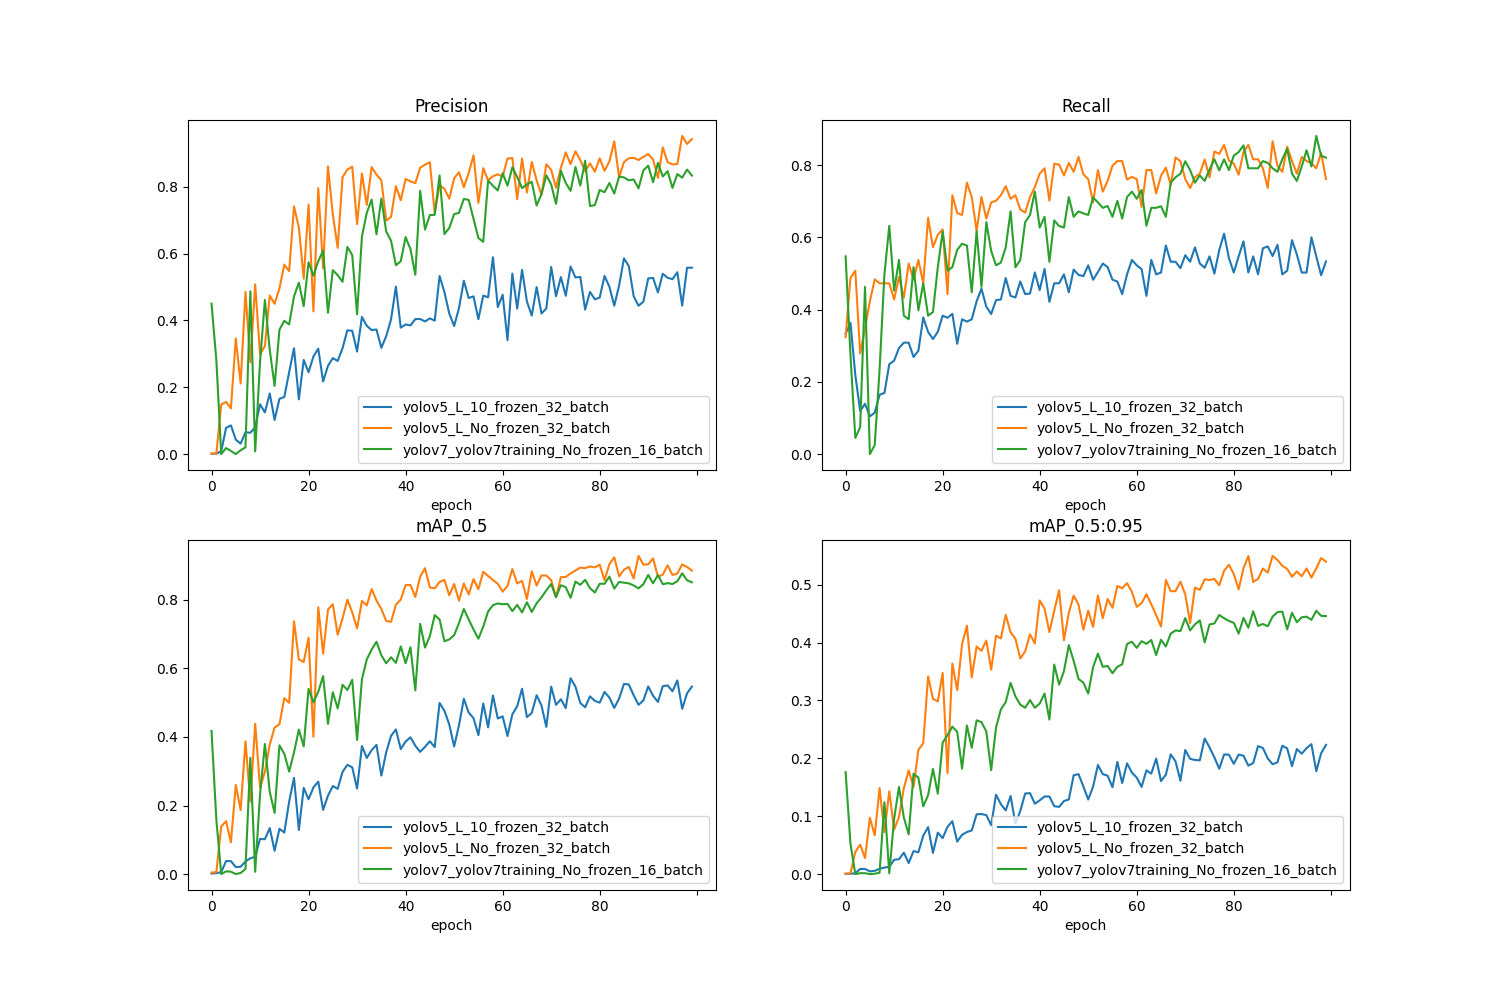 Precision
0.8
0.6
0.4
0.2
0.0
yolov5_L_10_frozen_32_batch
yolov5_L_No_frozen_32_batch
yolov7_yolov7training_No_frozen_16_batch
0 20 40 60 80
epoch
Recall
0.8
0.6
0.4
0.2
0.0
yolov5_L_10_frozen_32_batch
yolov5_L_No_frozen_32_batch
yolov7_yolov7training_No_frozen_16_batch
0 20 40 60 80
epoch
mAP_0.5
0.8
0.6
0.4
0.2
0.0
yolov5_L_10_frozen_32_batch
yolov5_L_No_frozen_32_batch
yolov7_yolov7training_No_frozen_16_batch
0 20 40 60 80
epoch
mAP_0.5:0.95
0.5
0.4
0.3
0.2
0.1
0.0
yolov5_L_10_frozen_32_batch
yolov5_L_No_frozen_32_batch
yolov7_yolov7training_No_frozen_16_batch
0 20 40 60 80
epoch